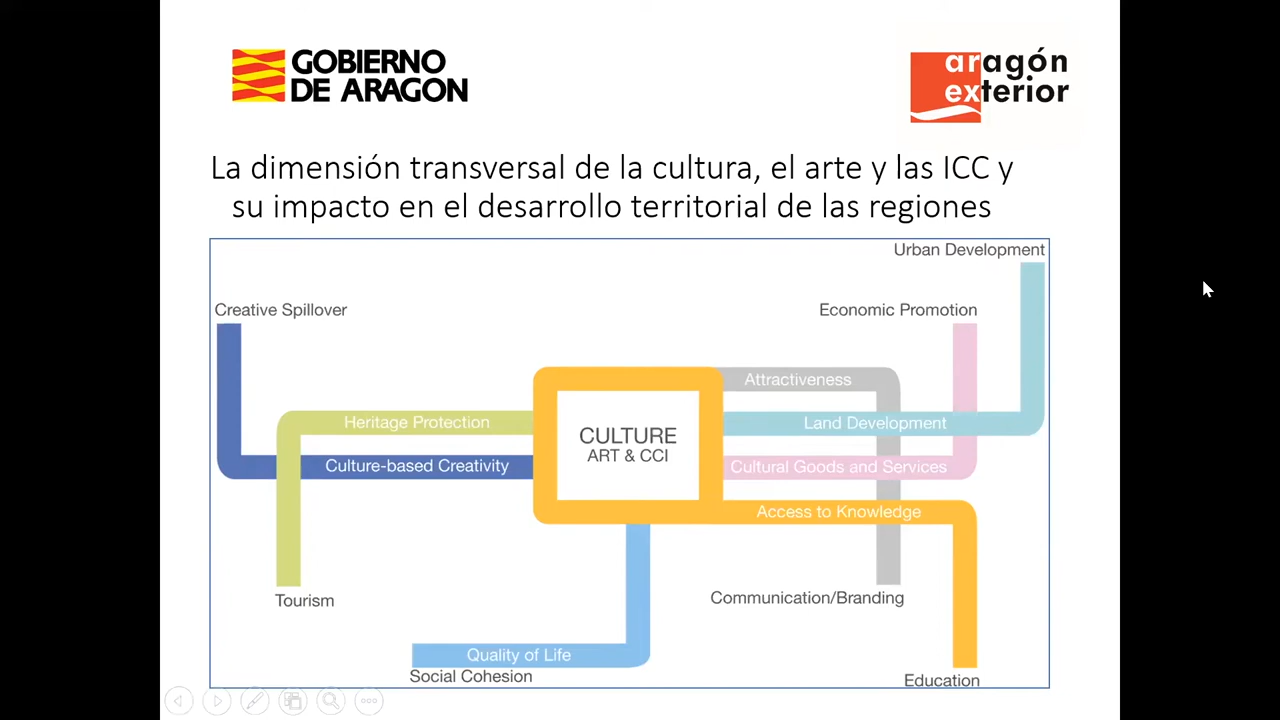 GOBIERNO
DE ARAGON
aragón
exterior
La dimensión transversal de la cultura, el arte y las ICC y
su impacto en el desarrollo territorial de las regiones
Urban Development
Creative Spillover
Economic Promotion
Attractiveness
Heritage Protection
Land Development
CULTURE
ART & CCI
Culture-based Creativity
Cultural Goods and Services
Access to Knowledge
Tourism
Communication/Branding
Quality of Life
Social Cohesion
Education